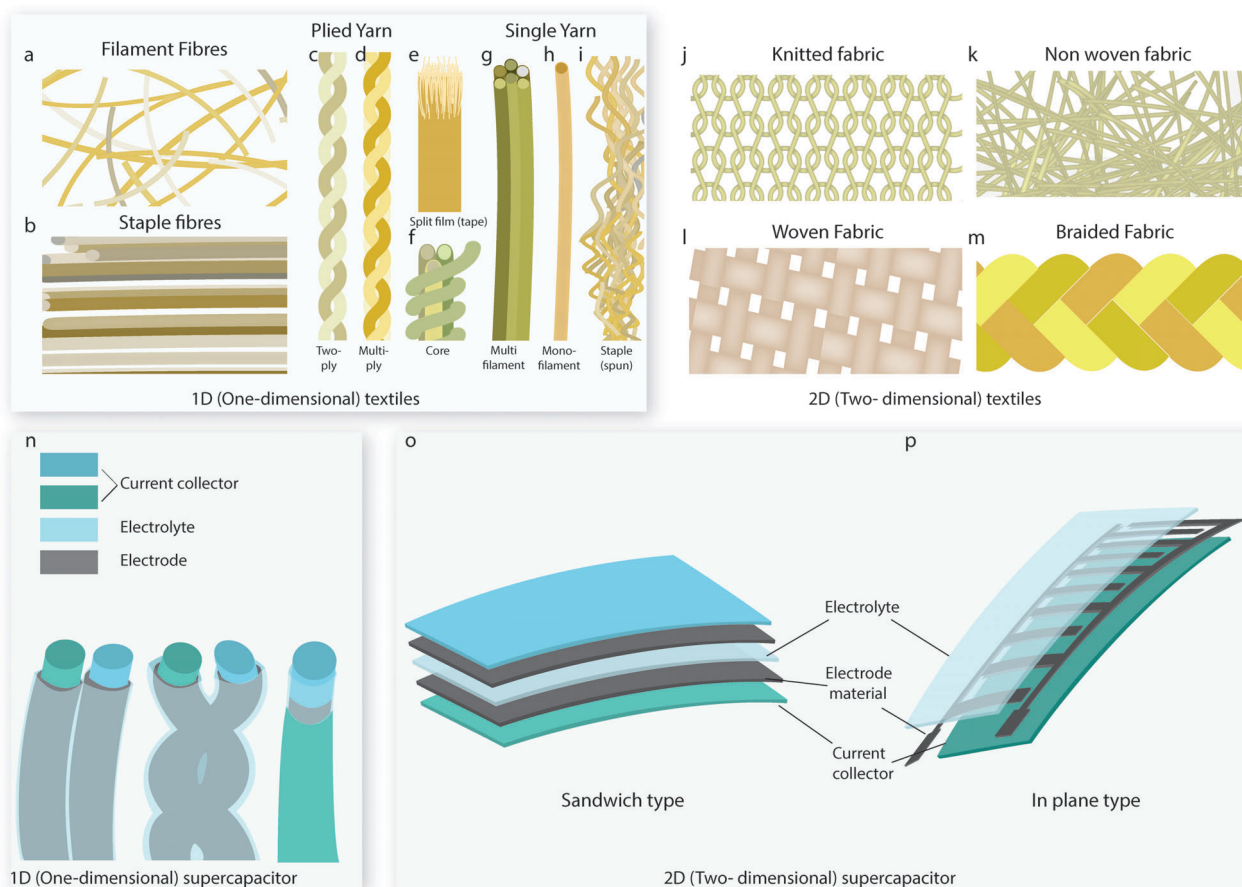 Plied Yarn
Single Yarn
a
Filament Fibres
c
d
e
g
h
i
Split film (tape)
b
Staple fibres
f
Two-
ply
Multi-
ply
Core
Multi
filament
Mono-
filament
Staple
(spun)
1D (One-dimensional) textiles
j
Knitted fabric
k
Non woven fabric
l
Woven Fabric
m
Braided Fabric
2D (Two- dimensional) textiles
n
Current collector
Electrolyte
Electrode
1D (One-dimensional) supercapacitor
o
p
Electrolyte
Electrode
material
Current
collector
Sandwich type
In plane type
2D (Two- dimensional) supercapacitor